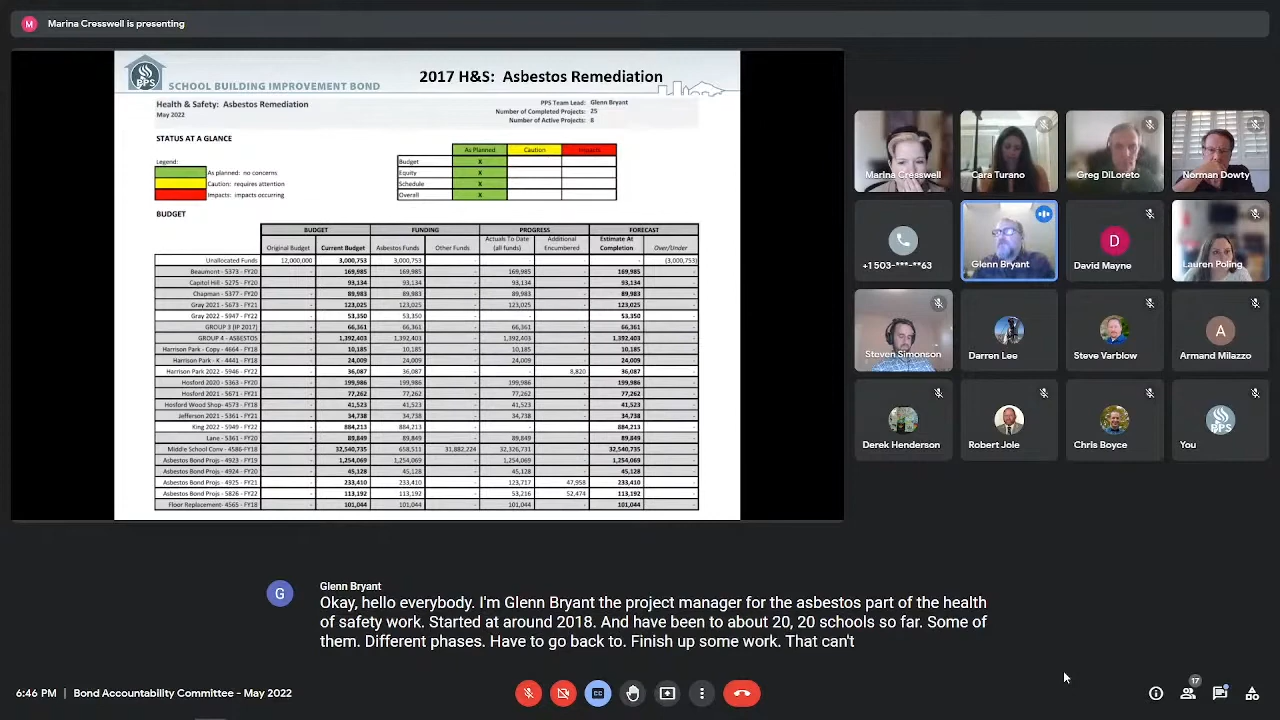 Marina Cresswell is presenting
M
BPS
SCHOOL BUILDING IMPROVEMENT BOND
2017 H&S: Asbestos Remediation
Health & Safety: Asbestos Remediation
May 2022
PPS Team Lead: Glenn Bryant
Number of Completed Projects: 25
Number of Active Projects: 8
STATUS AT A GLANCE
Legend:
As planned: no concerns
Caution: requires attention
Impacts: impacts occurring
As Planned Caution Impacts
Budget X
Equity X
Schedule X
Overall X
BUDGET
BUDGET FUNDING PROGRESS FORECAST
Original Budget Current Budget Asbestos Funds Other Funds Actuals To Date (all funds) Additional Encumbered Estimate At Completion Over/Under
Unallocated Funds 12,000,000 3,000,753 3,000,753 - - - - (3,000,753)
Beaumont - 5373 - FY20 - 169,985 169,985 - 169,985 - 169,985 -
Capitol Hill - 5275 - FY20 - 93,134 93,134 - 93,134 - 93,134 -
Chapman - 5377 - FY20 - 89,983 89,983 - 89,983 - 89,983 -
Gray 2021 - 5673 - FY21 - 123,025 123,025 - 123,025 - 123,025 -
Gray 2022 - 5947 - FY22 - 53,350 53,350 - - - 53,350 -
GROUP 3 (IP 2017) - 66,361 66,361 - 66,361 - 66,361 -
GROUP 4 - ASBESTOS - 1,392,403 1,392,403 - 1,392,403 - 1,392,403 -
Harrison Park - Copy - 4664 - FY18 - 10,185 10,185 - 10,185 - 10,185 -
Harrison Park - K - 4441 - FY18 - 24,009 24,009 - 24,009 - 24,009 -
Harrison Park 2022 - 5946 - FY22 - 36,087 36,087 - - 8,820 36,087 -
Hosford 2020 - 5363 - FY20 - 199,986 199,986 - 199,986 - 199,986 -
Hosford 2021 - 5671 - FY21 - 77,262 77,262 - 77,262 - 77,262 -
Hosford Wood Shop- 4573 - FY18 - 41,523 41,523 - 41,523 - 41,523 -
Jefferson 2021 - 5361 - FY21 - 34,738 34,738 - 34,738 - 34,738 -
King 2022 - 5949 - FY22 - 884,213 884,213 - - - 884,213 -
Lane - 5361 - FY20 - 89,849 89,849 - 89,849 - 89,849 -
Middle School Conv - 4586-FY18 - 32,540,735 658,511 31,882,224 32,326,731 - 32,540,735 -
Asbestos Bond Projs - 4923 - FY19 - 1,254,069 1,254,069 - 1,254,069 - 1,254,069 -
Asbestos Bond Projs - 4924 - FY20 - 45,128 45,128 - 45,128 - 45,128 -
Asbestos Bond Projs - 4925 - FY21 - 233,410 233,410 - 123,717 47,958 233,410 -
Asbestos Bond Projs - 5826 - FY22 - 113,192 113,192 - 53,216 52,474 113,192 -
Floor Replacement- 4565 - FY18 - 101,044 101,044 - 101,044 - 101,044 -
Marina Cresswell
Cara Turano
Greg DiLoreto
Norman Dowty
+1 503-***-**
Glenn Bryant
D
David Mayne
Lauren Poling
Steven Simonson
Darren Lee
Steve Bartlow
A
Armando Mazzo
Derek Henderson
Robert Jole
Chris Boyce
PPS
You
G
Glenn Bryant
Okay, hello everybody. I'm Glenn Bryant the project manager for the asbestos part of the health
of safety work. Started at around 2018. And have been to about 20, 20 schools so far. Some of
them. Different phases. Have to go back to. Finish up some work. That can't
6:46 PM | Bond Accountability Committee - May 2022
CC
17